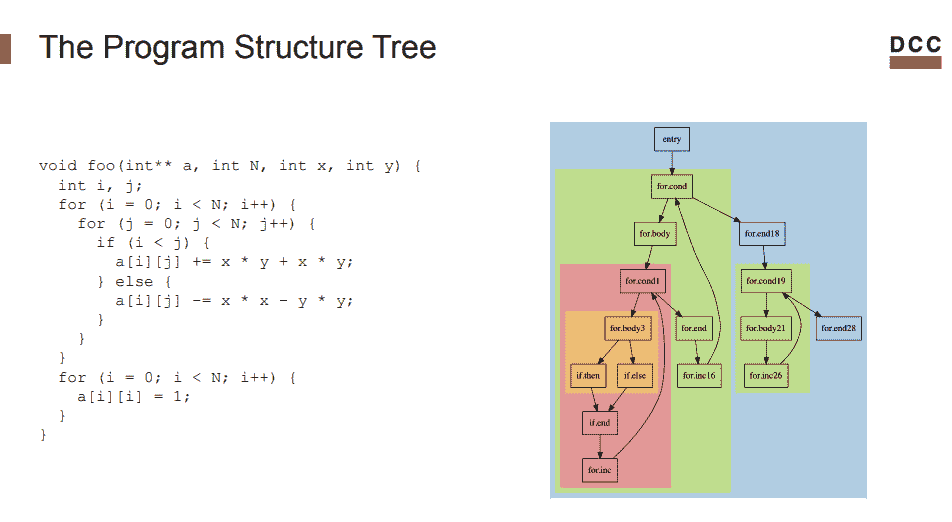 The Program Structure Tree
DCC
void foo(int** a, int N, int x, int y) {
int i, j;
for (i = 0; i < N; i++) {
for (j = 0; j < N; j++) {
if (i < j) {
a[i][j] += x * y + x * y;
} else {
a[i][j] -= x * x - y * y;
}
}
}
for (i = 0; i < N; i++) {
a[i][i] = 1;
}
}
entry
for.cond
for.body
for.end18
for.cond1
for.cond19
for.body3
for.end
for.body21
for.end28
if.then
if.else
for.inc16
for.inc26
if.end
for.inc